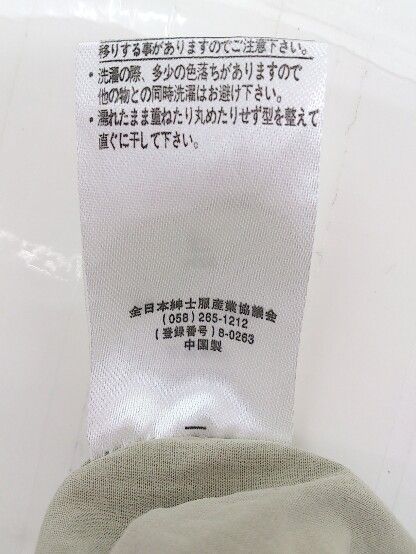 移りする事がありますのでご注意下さい。
・洗濯の際、多少の色落ちがありますので
他の物との同時洗濯はお避け下さい。
・濡れたまま重ねたり丸めたりせず型を整えて
直ぐに干して下さい。
全日本紳士服産業協議会
(058)265-1212
(登録番号)8-0263
中国製